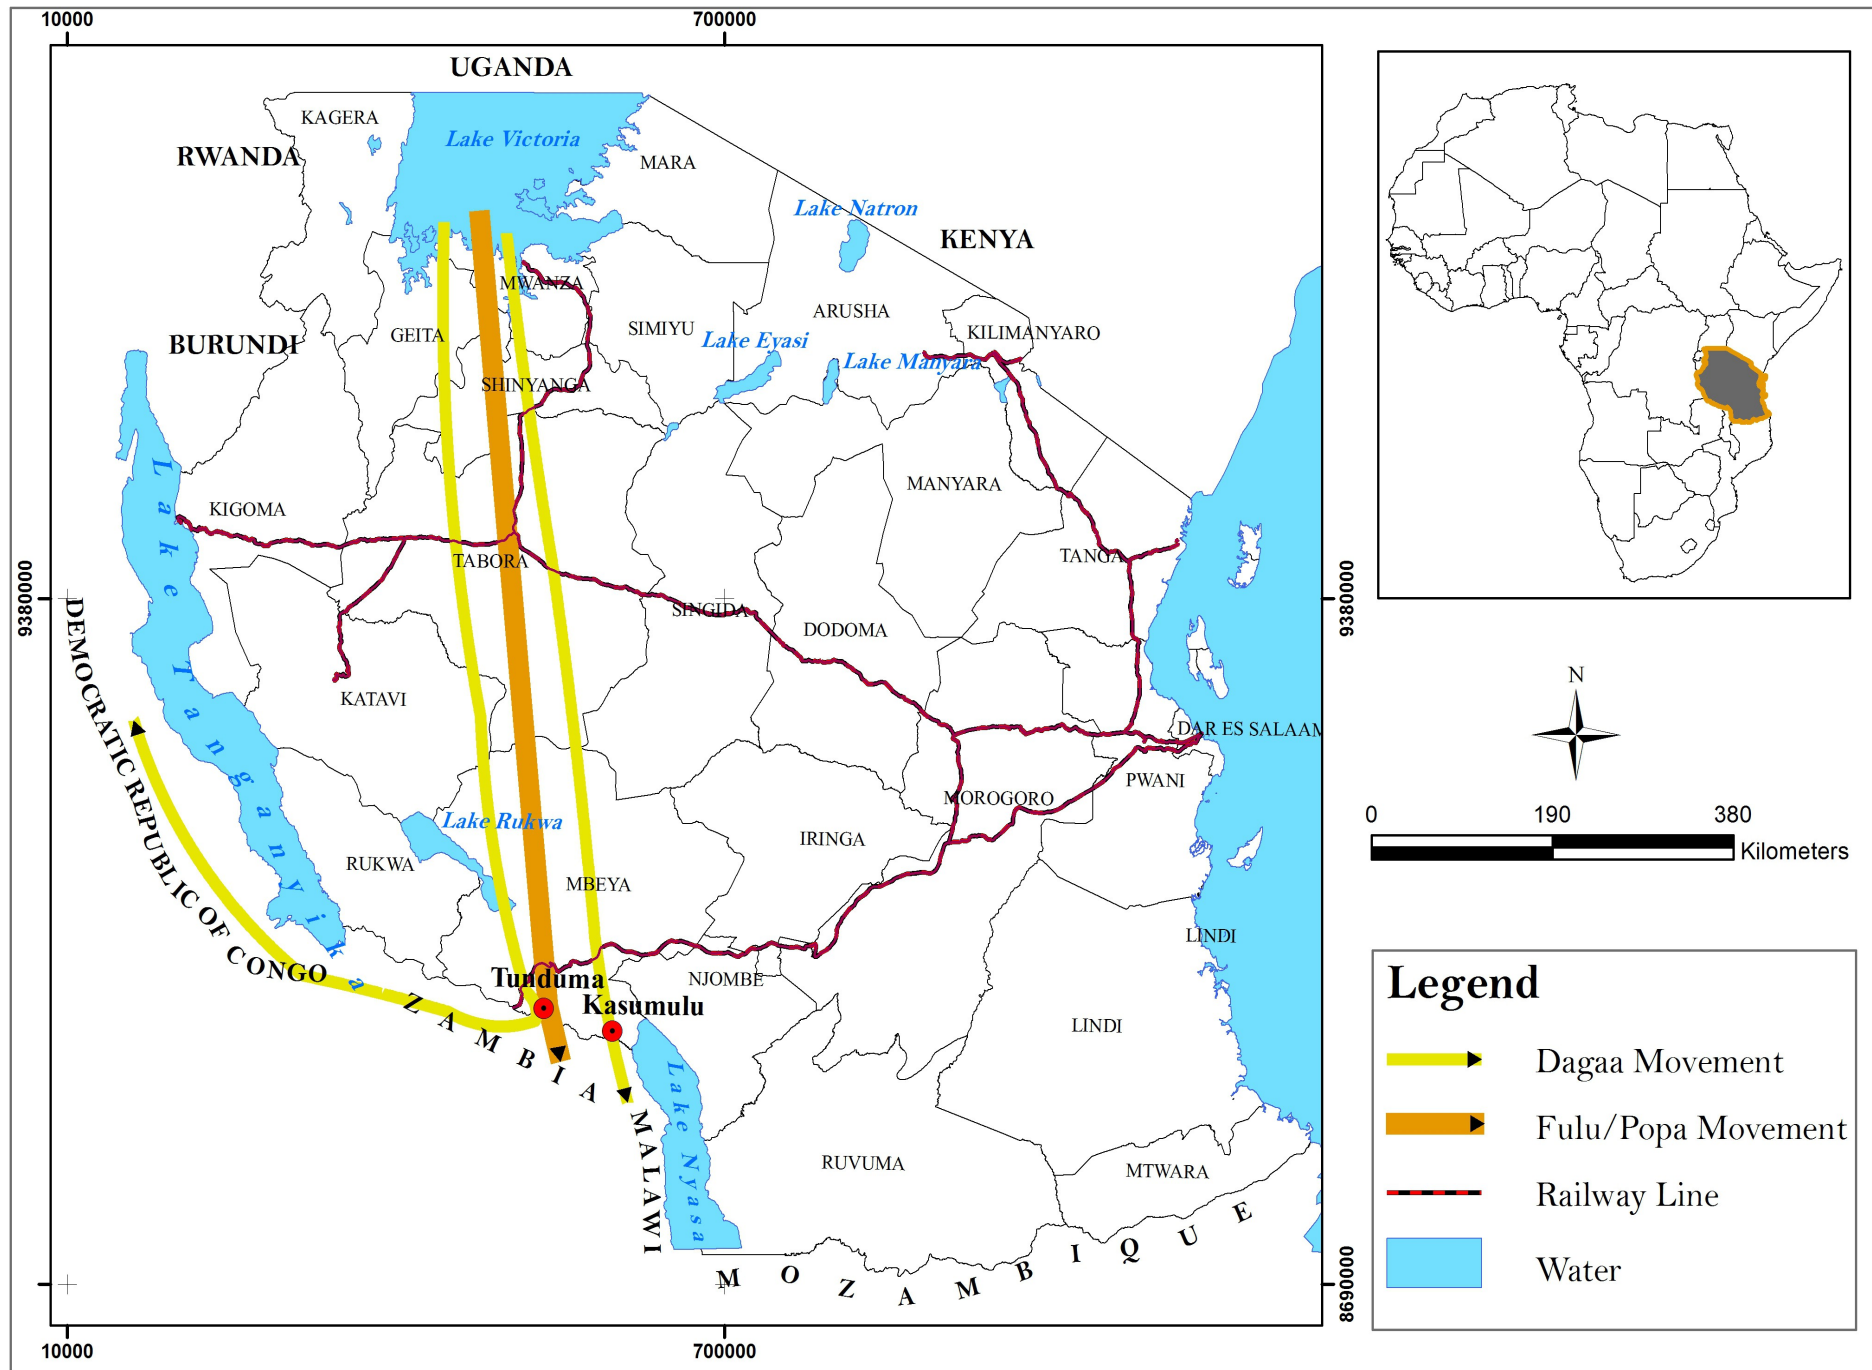 10000
700000
UGANDA
KAGERA
Lake Victoria
RWANDA
MARA
Lake Natron
KENYA
MWANZA
ARUSHA
SIMIYU
GEITA
KILIMANYARO
BURUNDI
Lake Eyasi
Lake Manyara
SHINYANGA
MANYARA
KIGOMA
Lake Tanganyika
TABORA
TANGA
9380000
9380000
SINGIDA
DODOMA
DEMOCRATIC REPUBLIC OF CONGO
KATAVI
DAR ES SALAAM
PWANI
MOROGORO
Lake Rukwa
IRINGA
RUKWA
MBEYA
LINDI
Tunduma
NJOMBE
Kasumulu
ZAMBIA
LINDI
MALAWI
Lake Nyasa
RUVUMA
MTWARA
MOZAMBIQUE
8690000
10000
700000
N
0 190 380
Kilometers
Legend
Dagaa Movement
Fulu/Popa Movement
Railway Line
Water